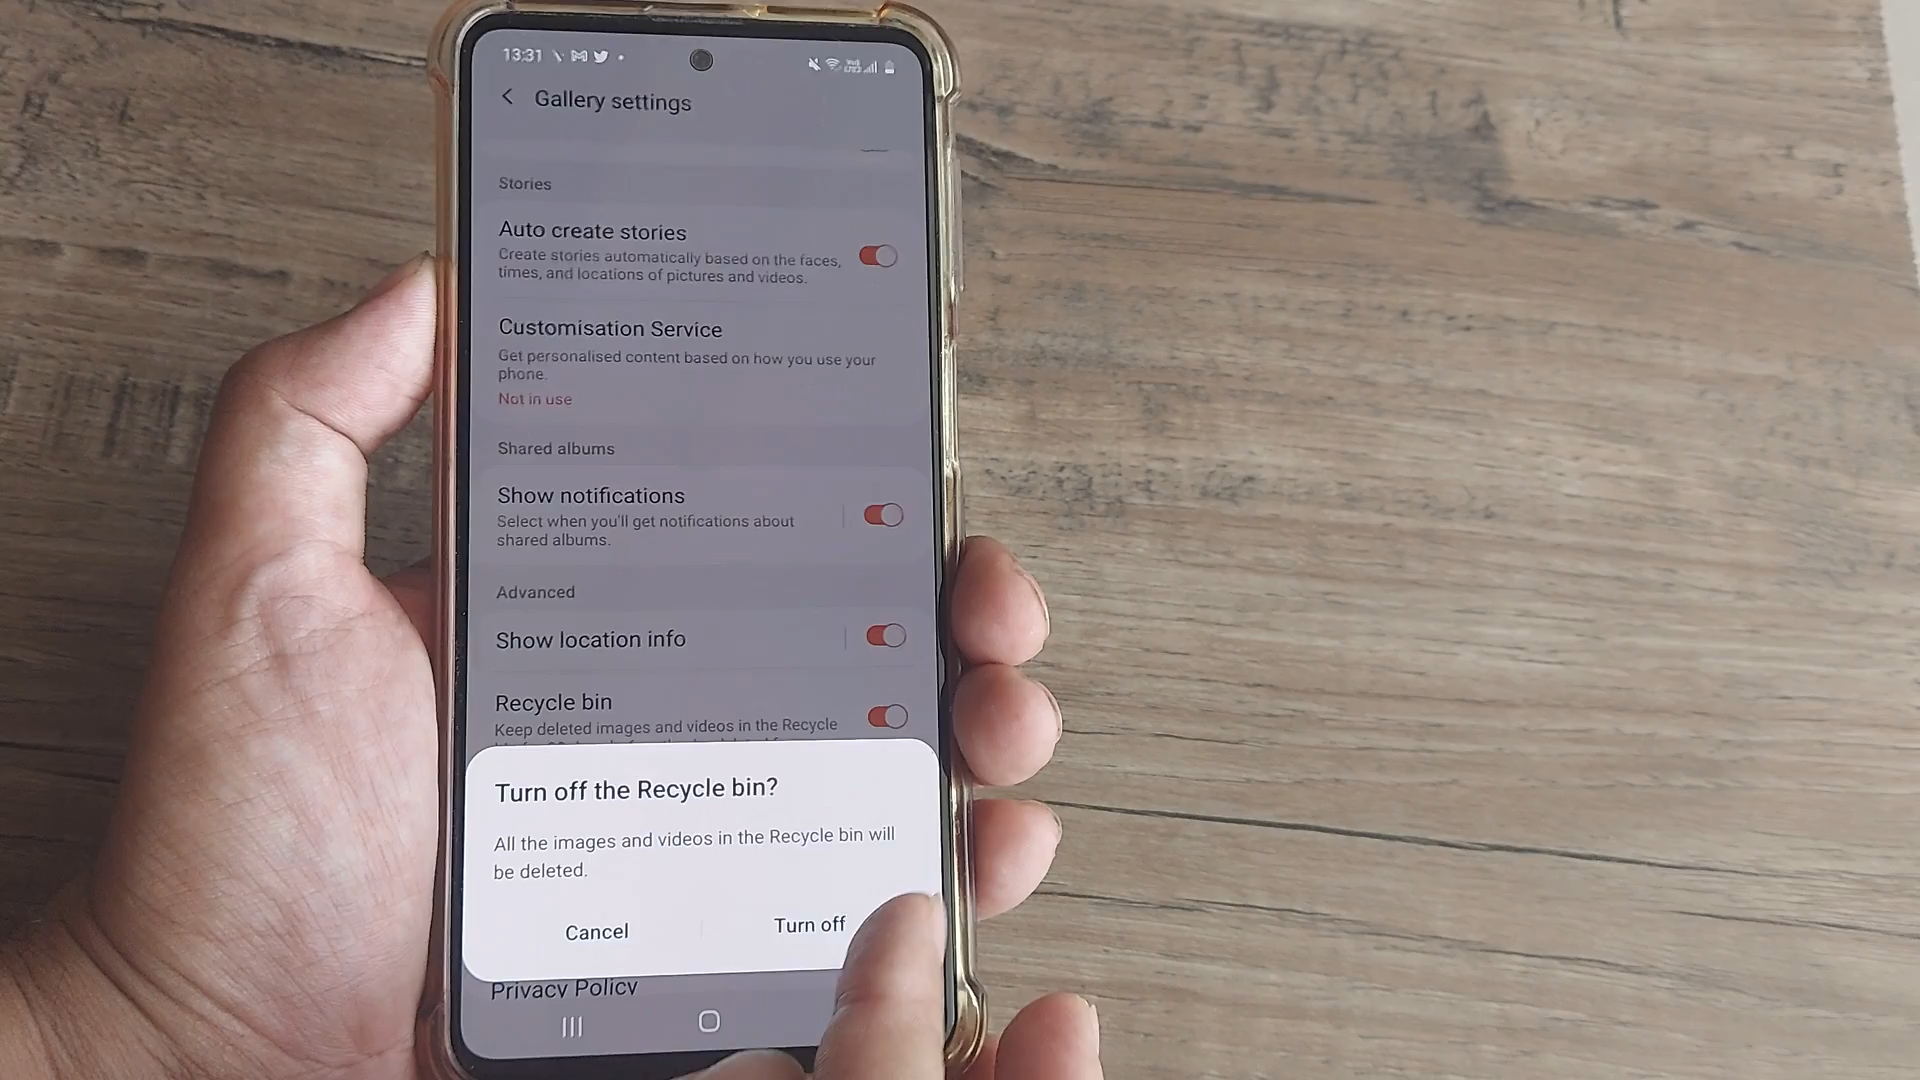 13:31
Gallery settings
Stories
Auto create stories
Create stories automatically based on the faces,
times, and locations of pictures and videos.
Customisation Service
Get personalised content based on how you use your
phone.
Not in use
Shared albums
Show notifications
Select when you'll get notifications about
shared albums.
Advanced
Show location info
Recycle bin
Keep deleted images and videos in the Recycle
Turn off the Recycle bin?
All the images and videos in the Recycle bin will
be deleted.
Cancel
Turn off
Privacy Policy